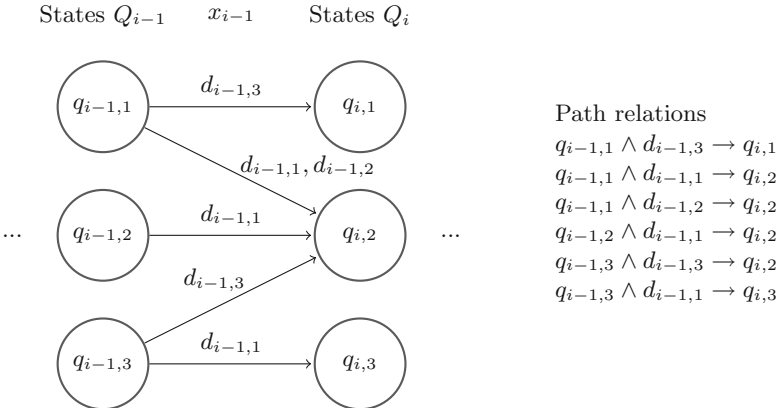 States Q_{i−1} x_{i−1} States Q_i
q_{i−1,1} d_{i−1,3} q_{i,1}
d_{i−1,1}, d_{i−1,2}
... q_{i−1,2} d_{i−1,1} q_{i,2} ...
d_{i−1,3}
q_{i−1,3} d_{i−1,1} q_{i,3}
Path relations
q_{i−1,1} ∧ d_{i−1,3} → q_{i,1}
q_{i−1,1} ∧ d_{i−1,1} → q_{i,2}
q_{i−1,1} ∧ d_{i−1,2} → q_{i,2}
q_{i−1,2} ∧ d_{i−1,1} → q_{i,2}
q_{i−1,3} ∧ d_{i−1,3} → q_{i,2}
q_{i−1,3} ∧ d_{i−1,1} → q_{i,3}